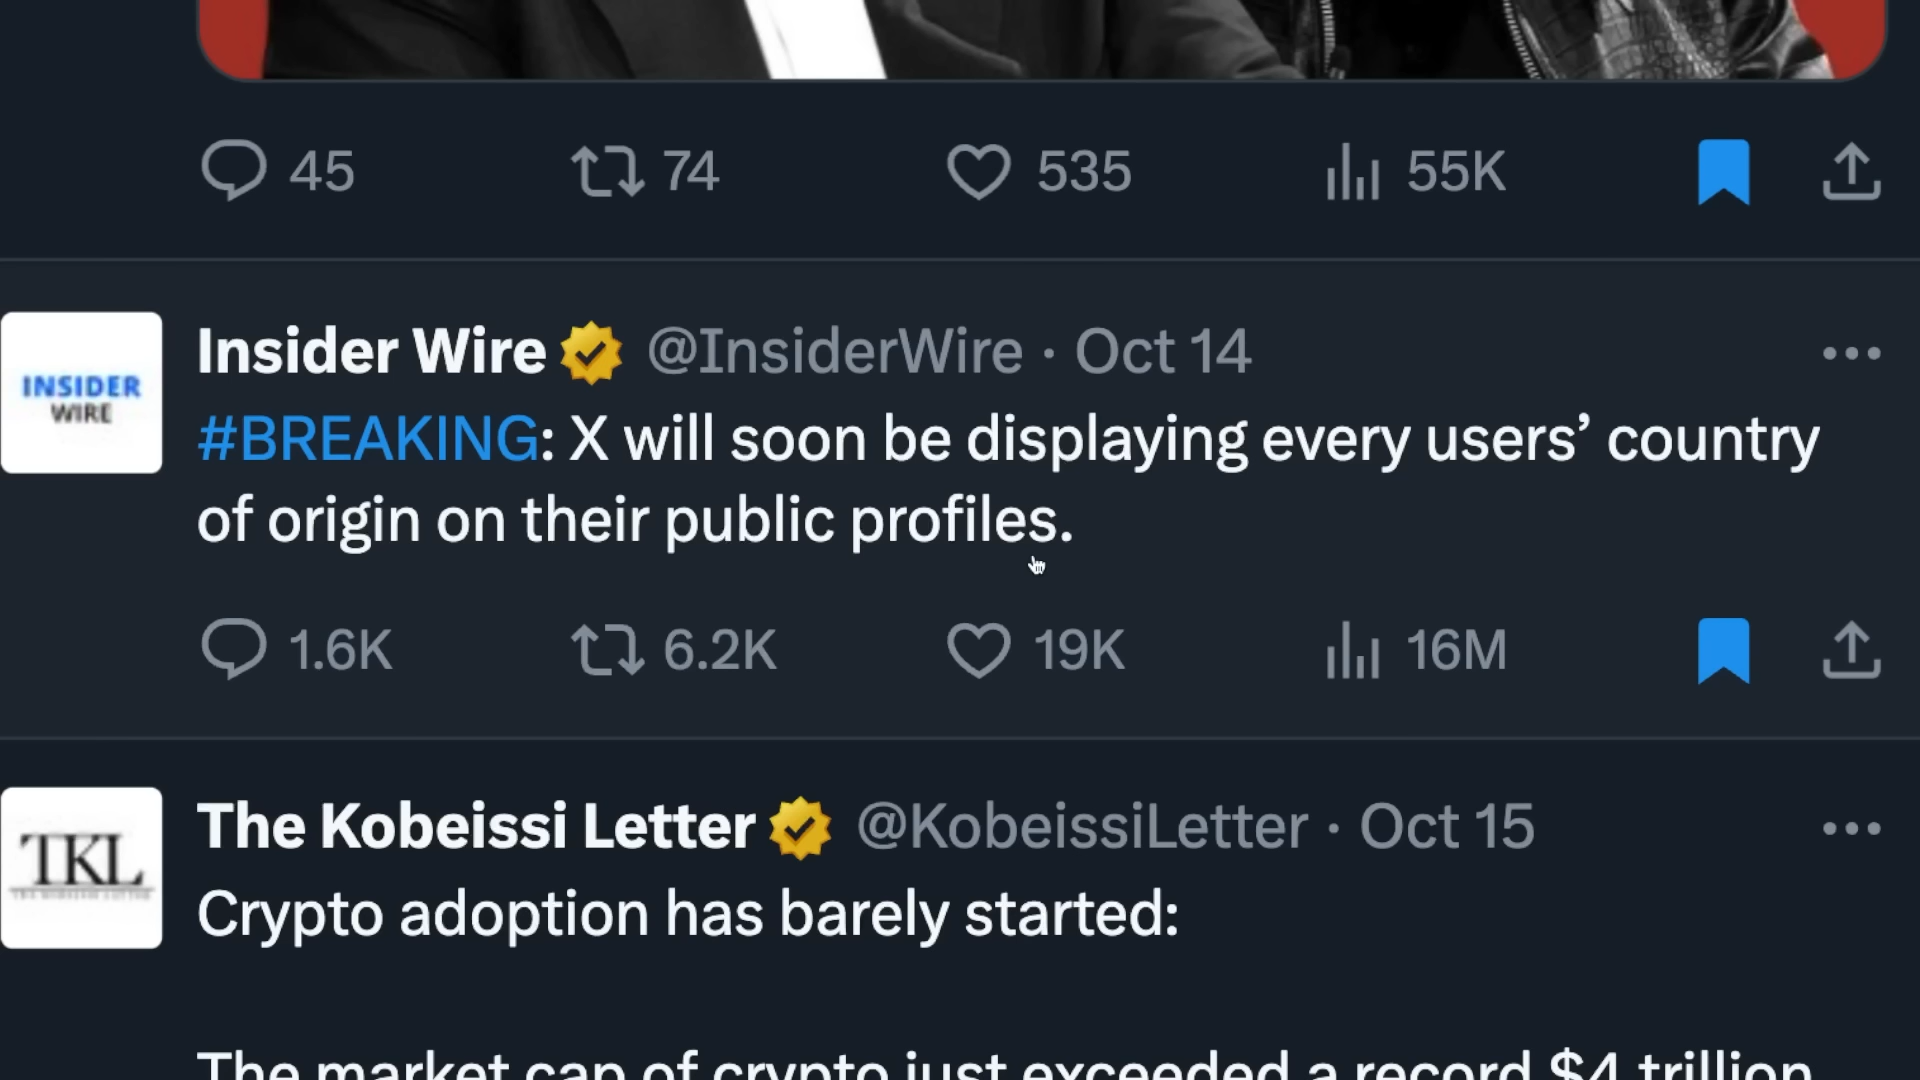 45 74 535 55K
INSIDER
WIRE
Insider Wire @InsiderWire · Oct 14
#BREAKING: X will soon be displaying every users’ country
of origin on their public profiles.
1.6K 6.2K 19K 16M
TKL
The Kobeissi Letter @KobeissiLetter · Oct 15
Crypto adoption has barely started:
The market cap of crypto just exceeded a record $4 trillion